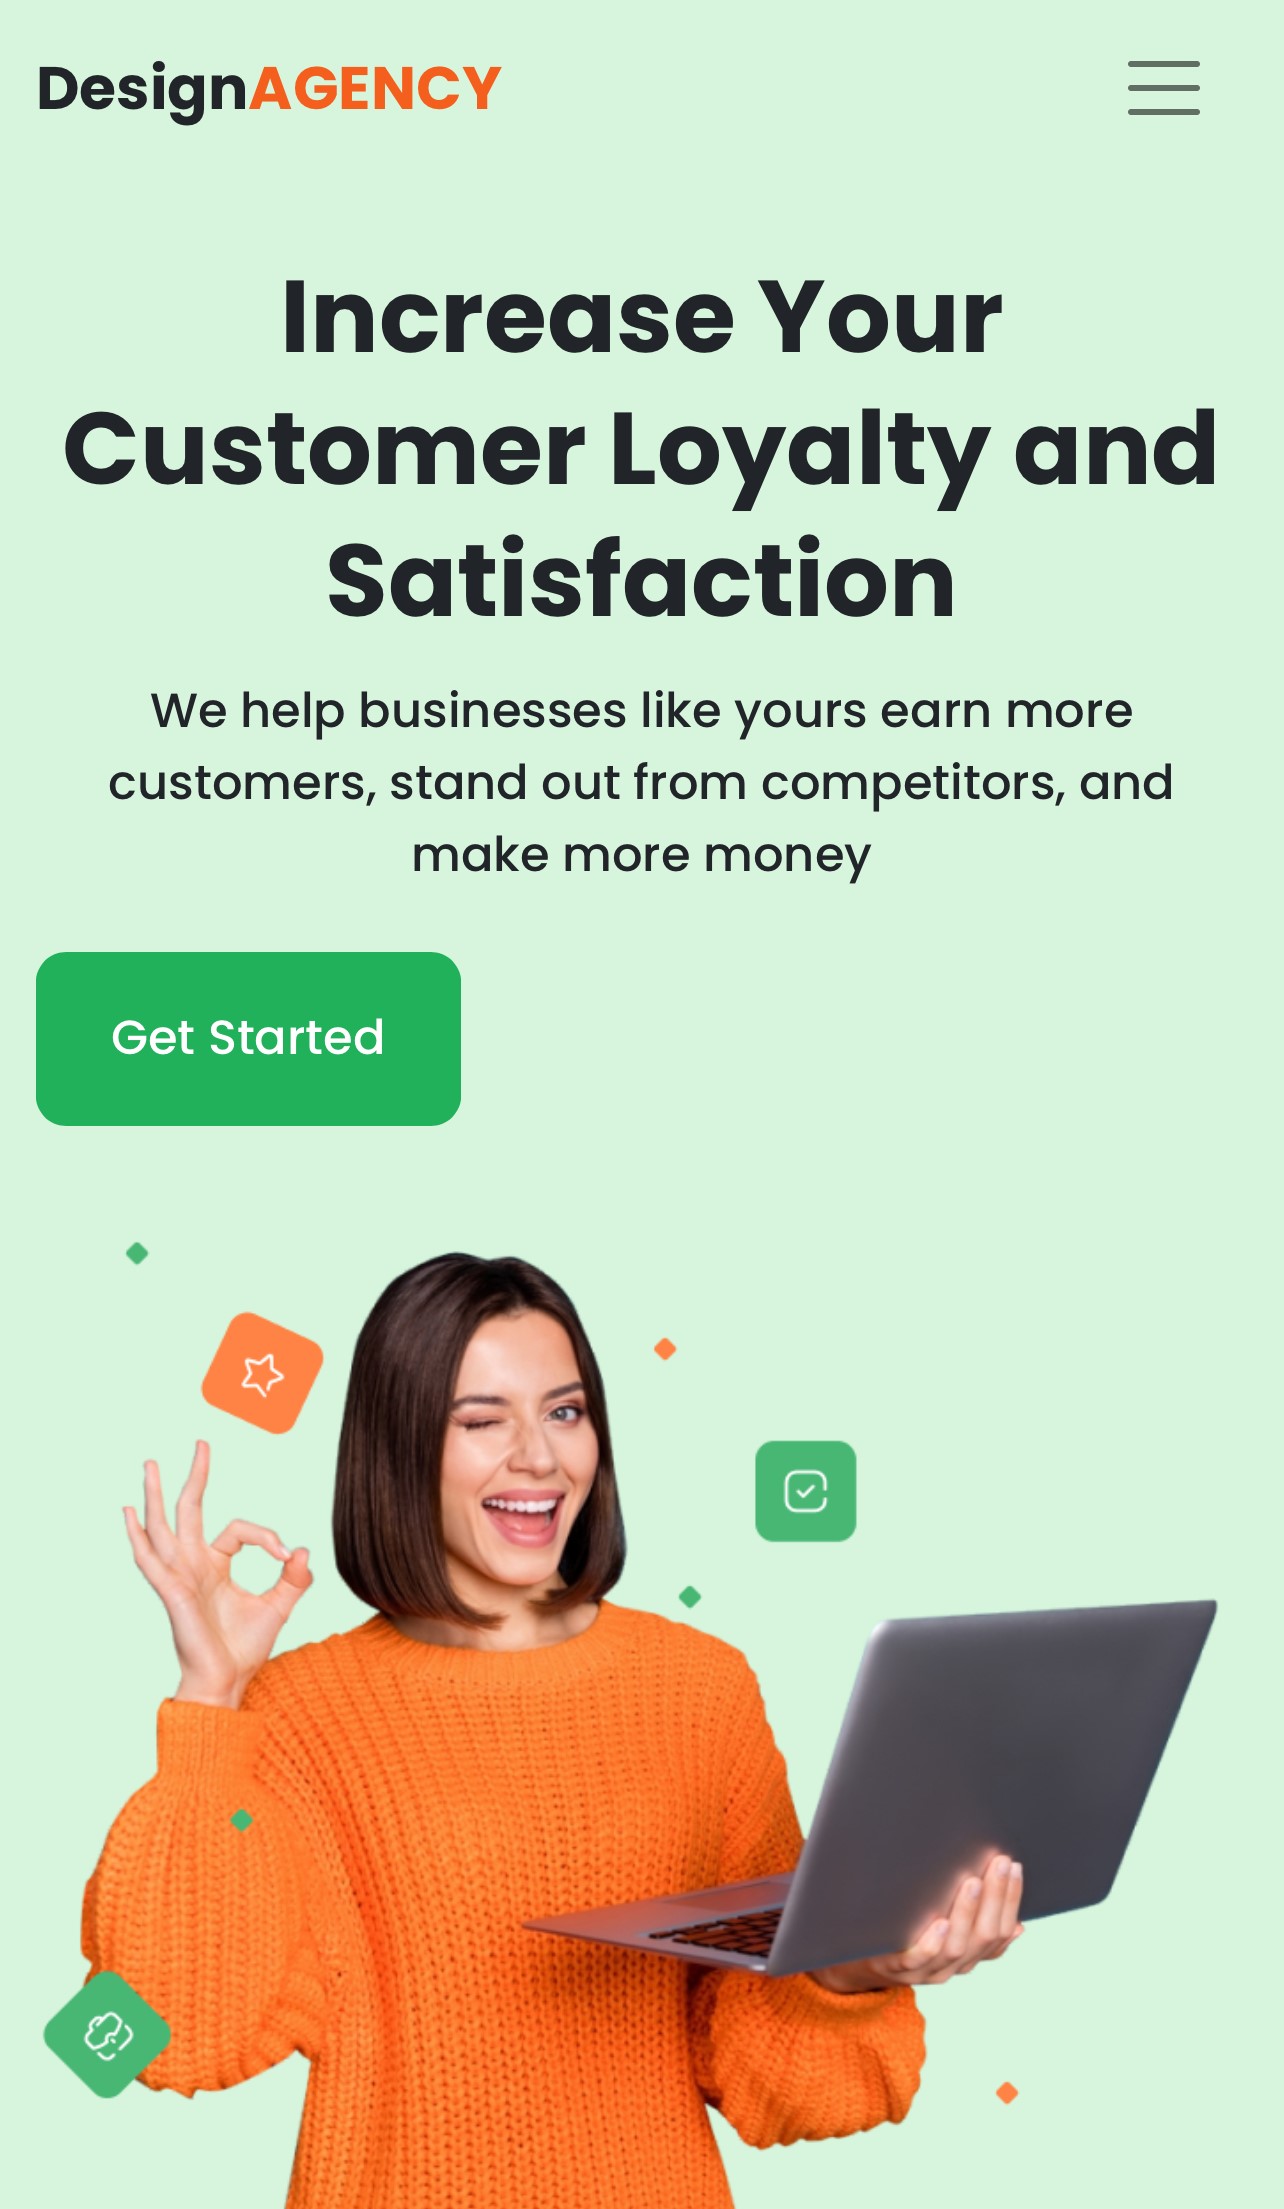 DesignAGENCY
Increase Your
Customer Loyalty and
Satisfaction
We help businesses like yours earn more
customers, stand out from competitors, and
make more money
Get Started